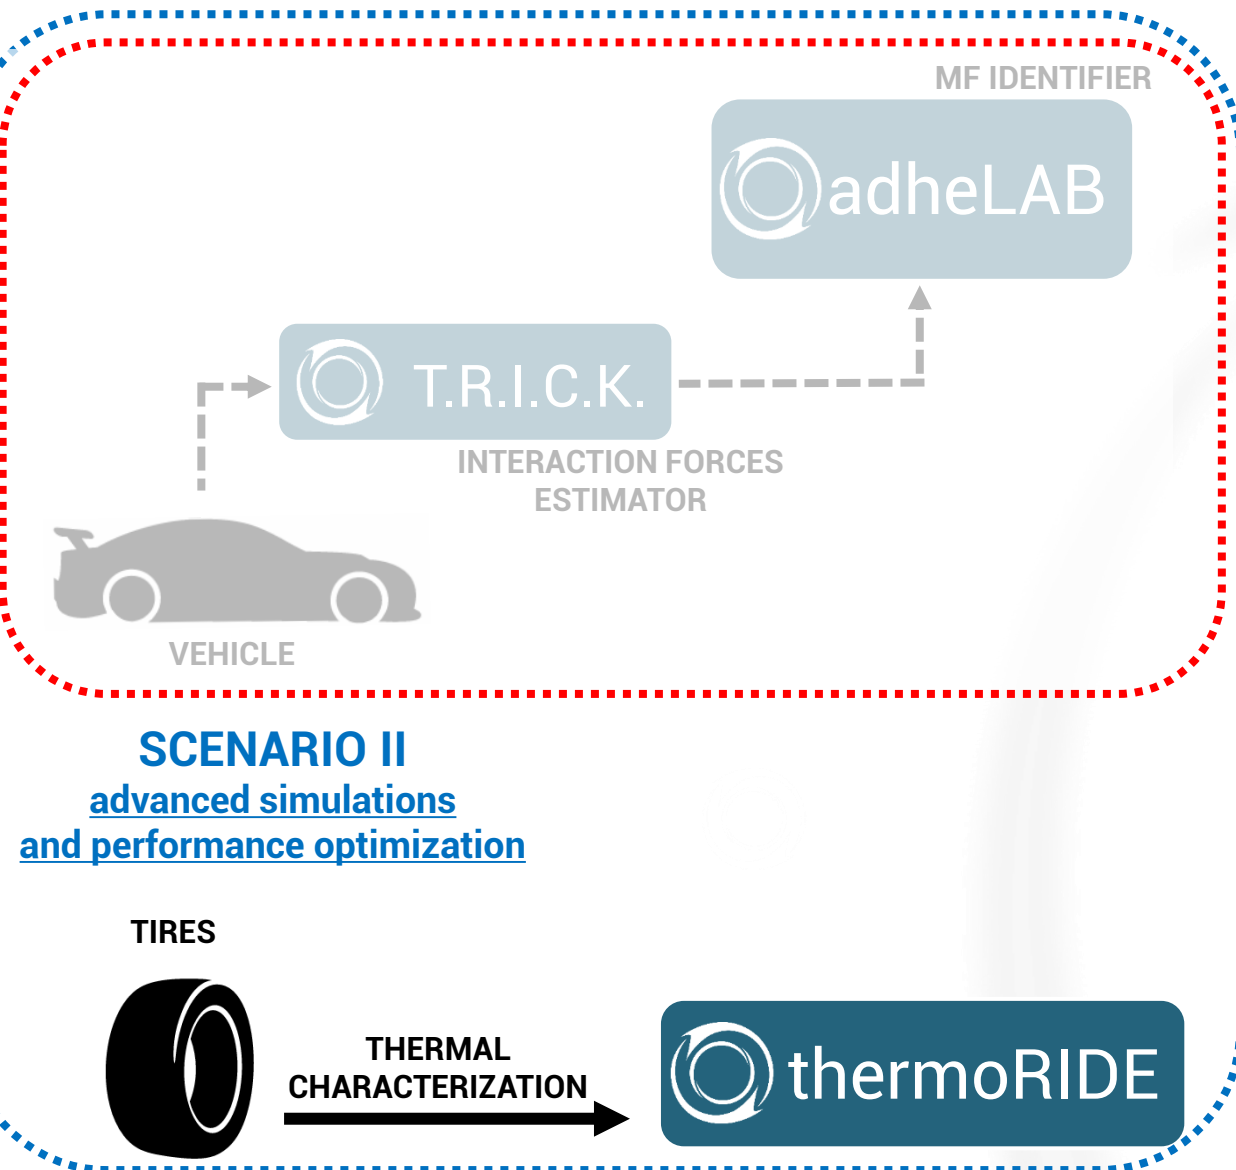 MF IDENTIFIER
adheLAB
T.R.I.C.K.
INTERACTION FORCES
ESTIMATOR
VEHICLE
SCENARIO II
advanced simulations
and performance optimization
TIRES
THERMAL
CHARACTERIZATION
thermoRIDE